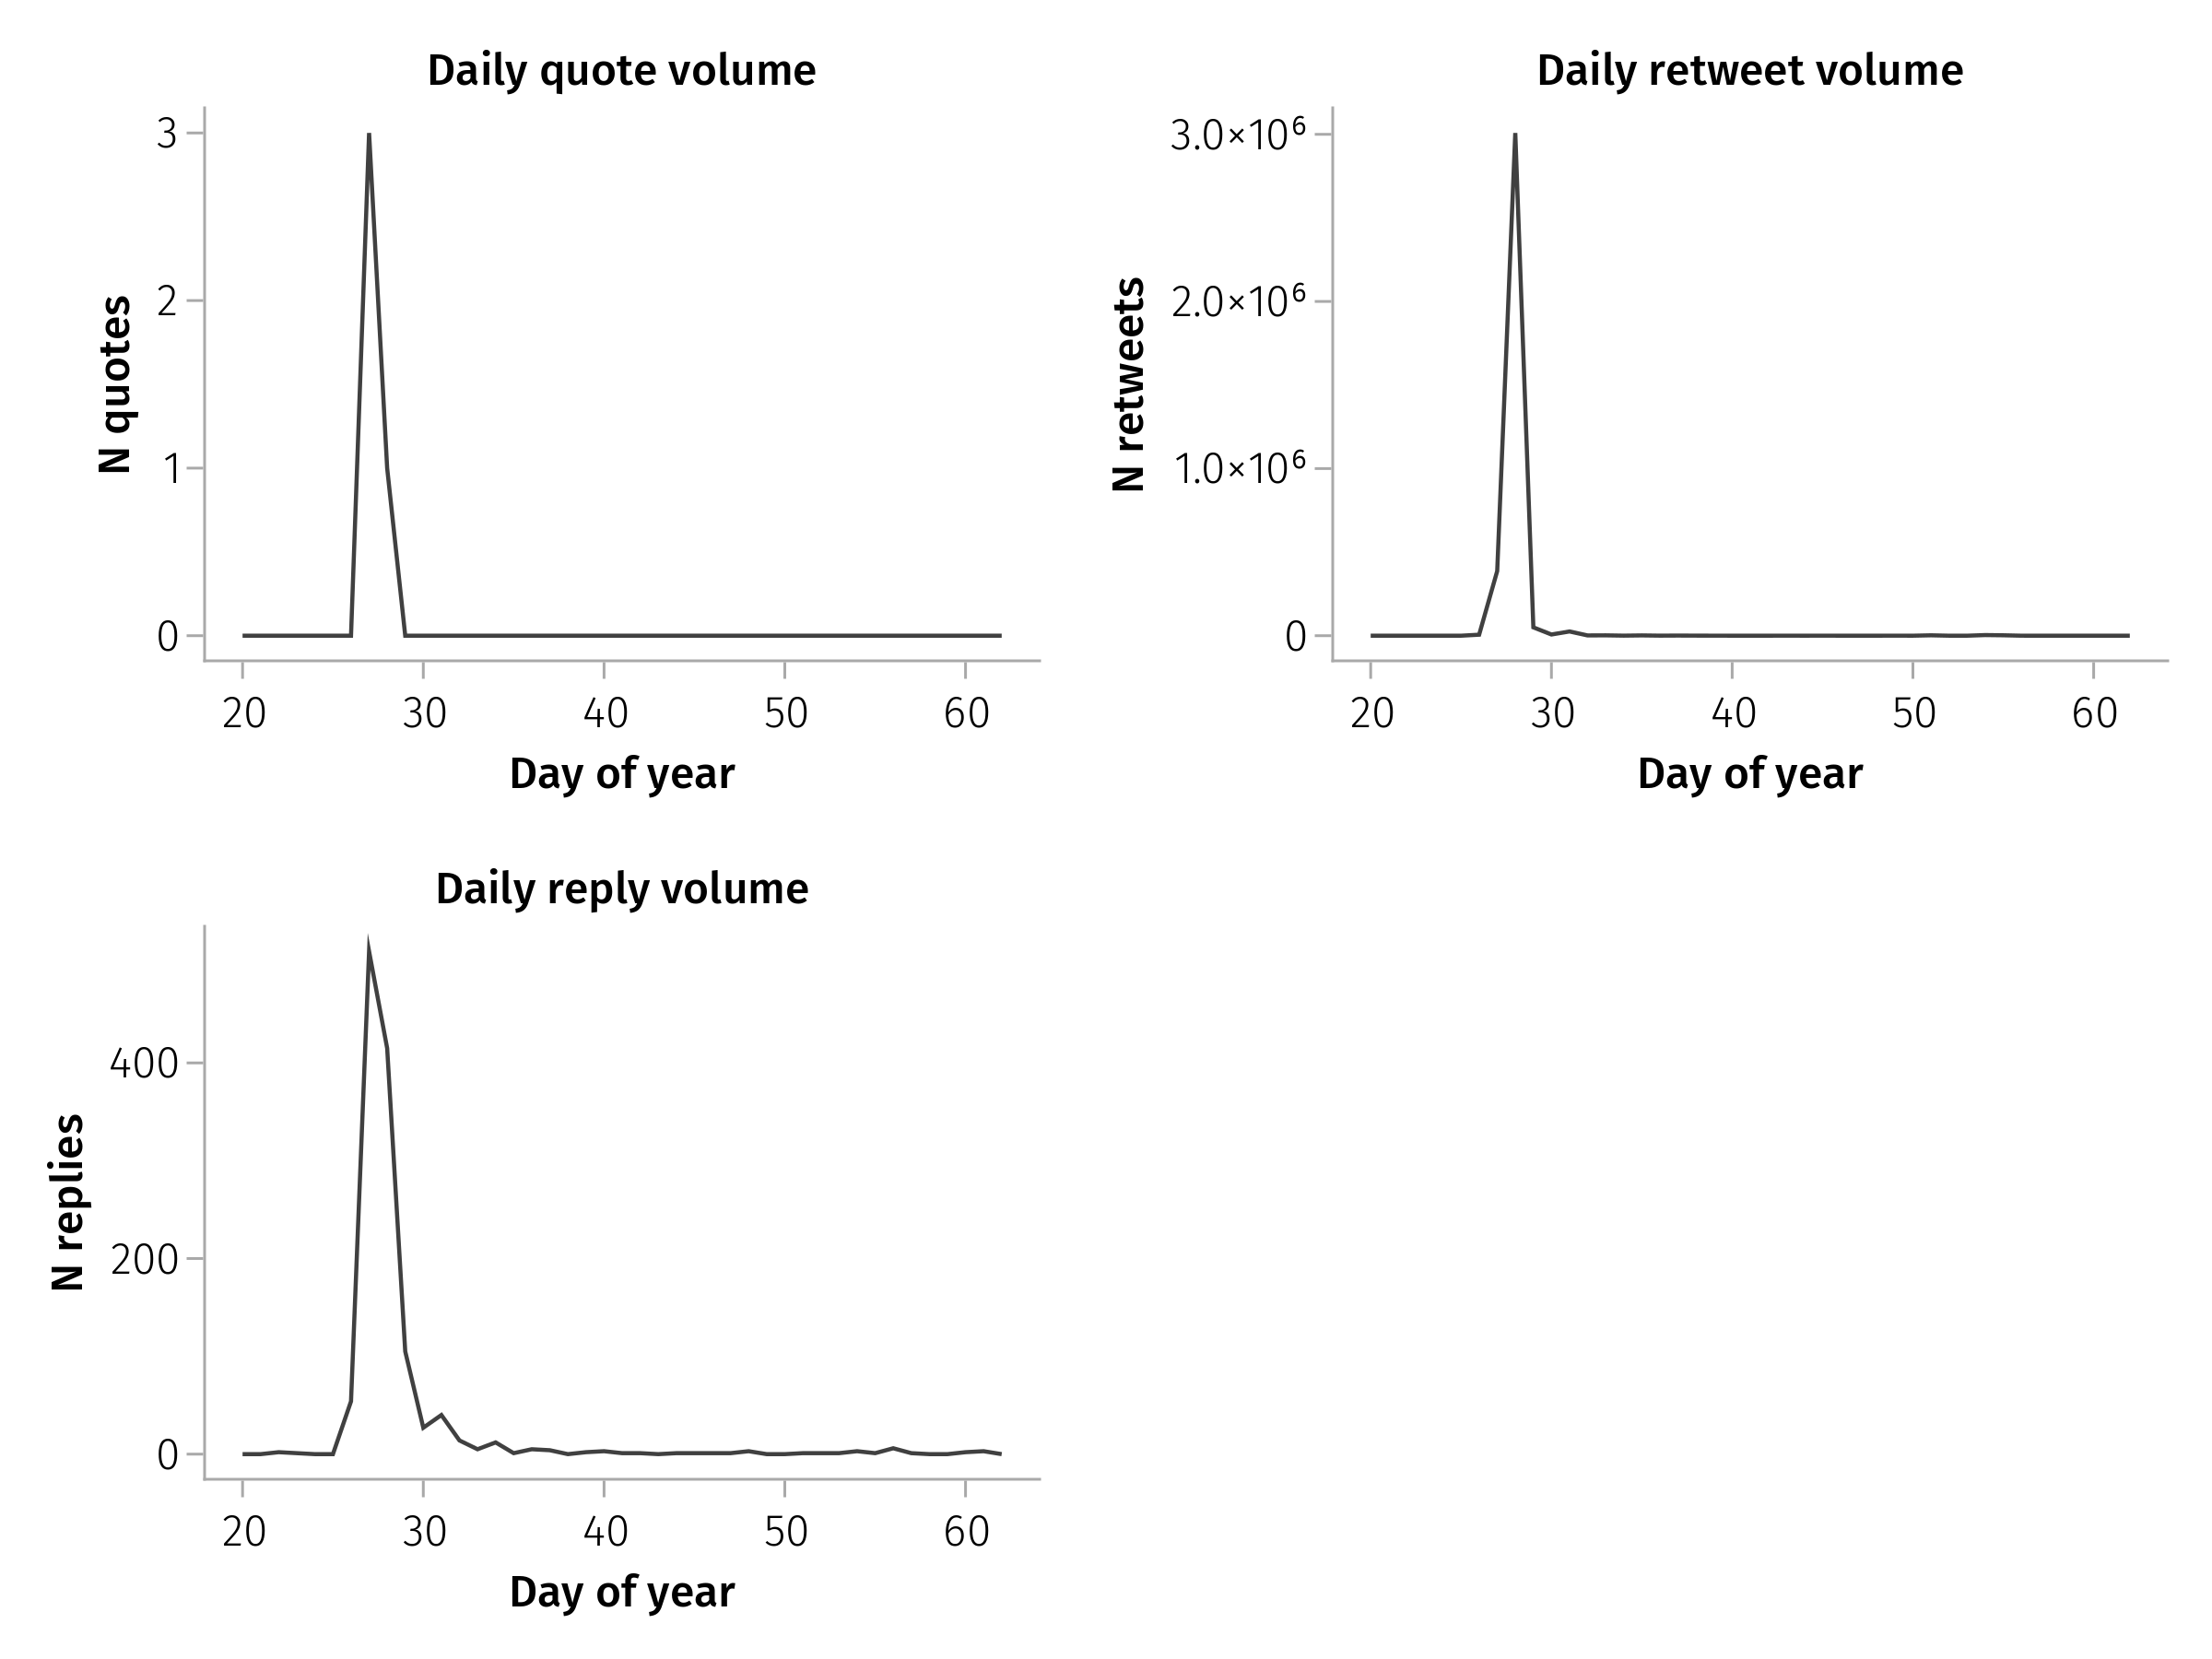 Daily quote volume
N quotes
3
2
1
0
20 30 40 50 60
Day of year
Daily retweet volume
N retweets
3.0×10⁶
2.0×10⁶
1.0×10⁶
0
20 30 40 50 60
Day of year
Daily reply volume
N replies
400
200
0
20 30 40 50 60
Day of year